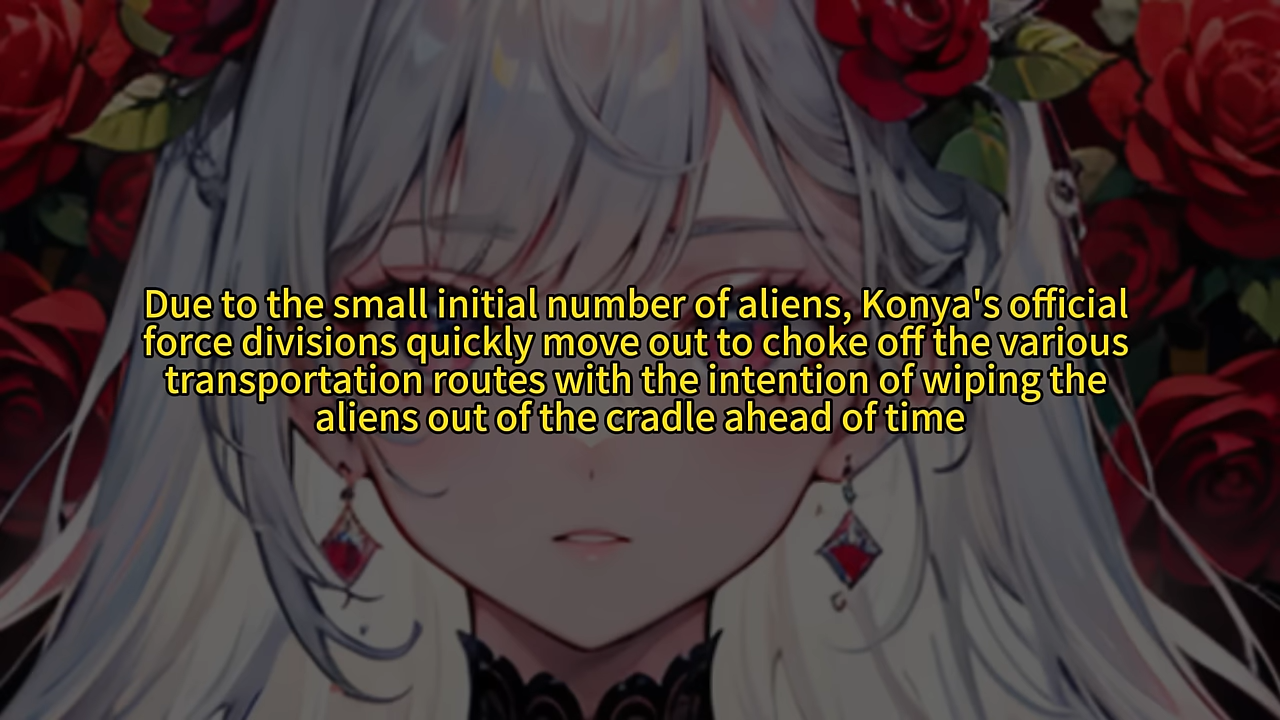 Due to the small initial number of aliens, Konya's official
force divisions quickly move out to choke off the various
transportation routes with the intention of wiping the
aliens out of the cradle ahead of time